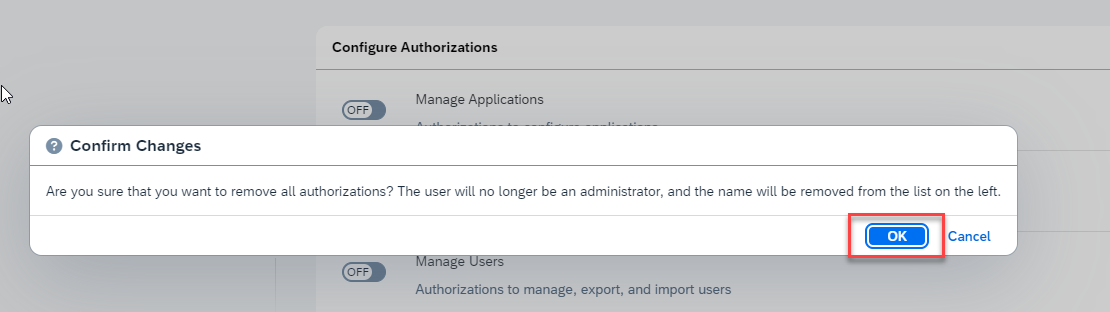 Configure Authorizations
OFF
Manage Applications
Authorizations to configure applications
? Confirm Changes
Are you sure that you want to remove all authorizations? The user will no longer be an administrator, and the name will be removed from the list on the left.
OK Cancel
OFF
Manage Users
Authorizations to manage, export, and import users